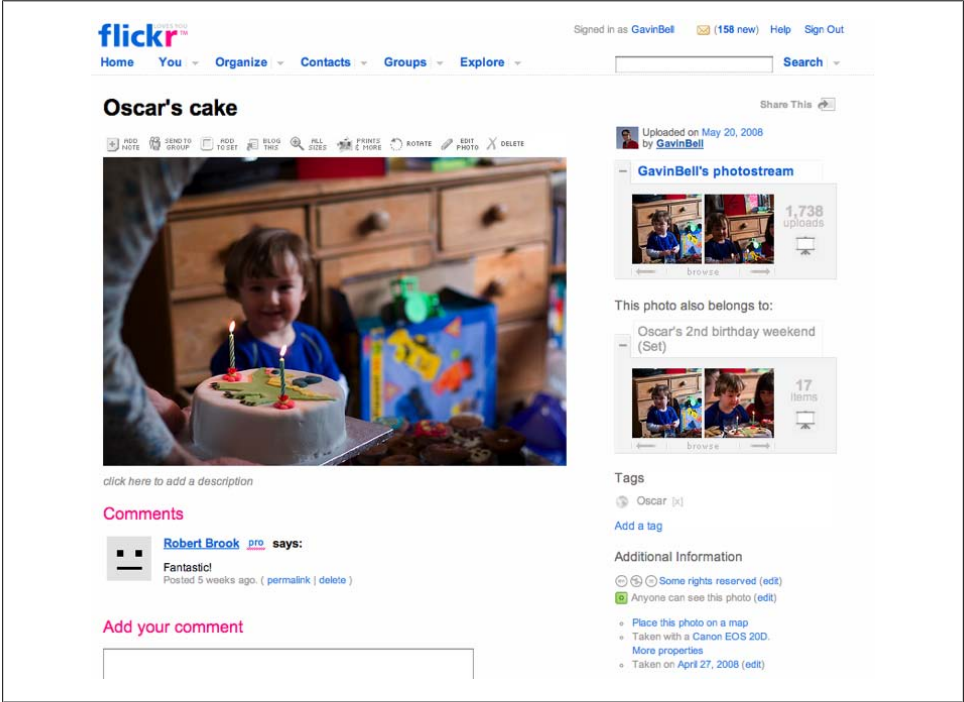 flickr LOVES YOU ™
Signed in as GavinBell (158 new) Help Sign Out
Home You Organize Contacts Groups Explore Search
Oscar's cake
Share This
ADD NOTE SEND TO GROUP ADD TO SET BLOG THIS ALL SIZES PRINTS & MORE ROTATE EDIT PHOTO DELETE
Uploaded on May 20, 2008
by GavinBell
– GavinBell's photostream
1,738
uploads
browse
This photo also belongs to:
– Oscar's 2nd birthday weekend
(Set)
17
items
browse
click here to add a description
Tags
Oscar [x]
Add a tag
Comments
Robert Brook pro says:
Fantastic!
Posted 5 weeks ago. ( permalink | delete )
Additional Information
Some rights reserved (edit)
Anyone can see this photo (edit)
Place this photo on a map
Taken with a Canon EOS 20D.
More properties
Taken on April 27, 2008 (edit)
Add your comment